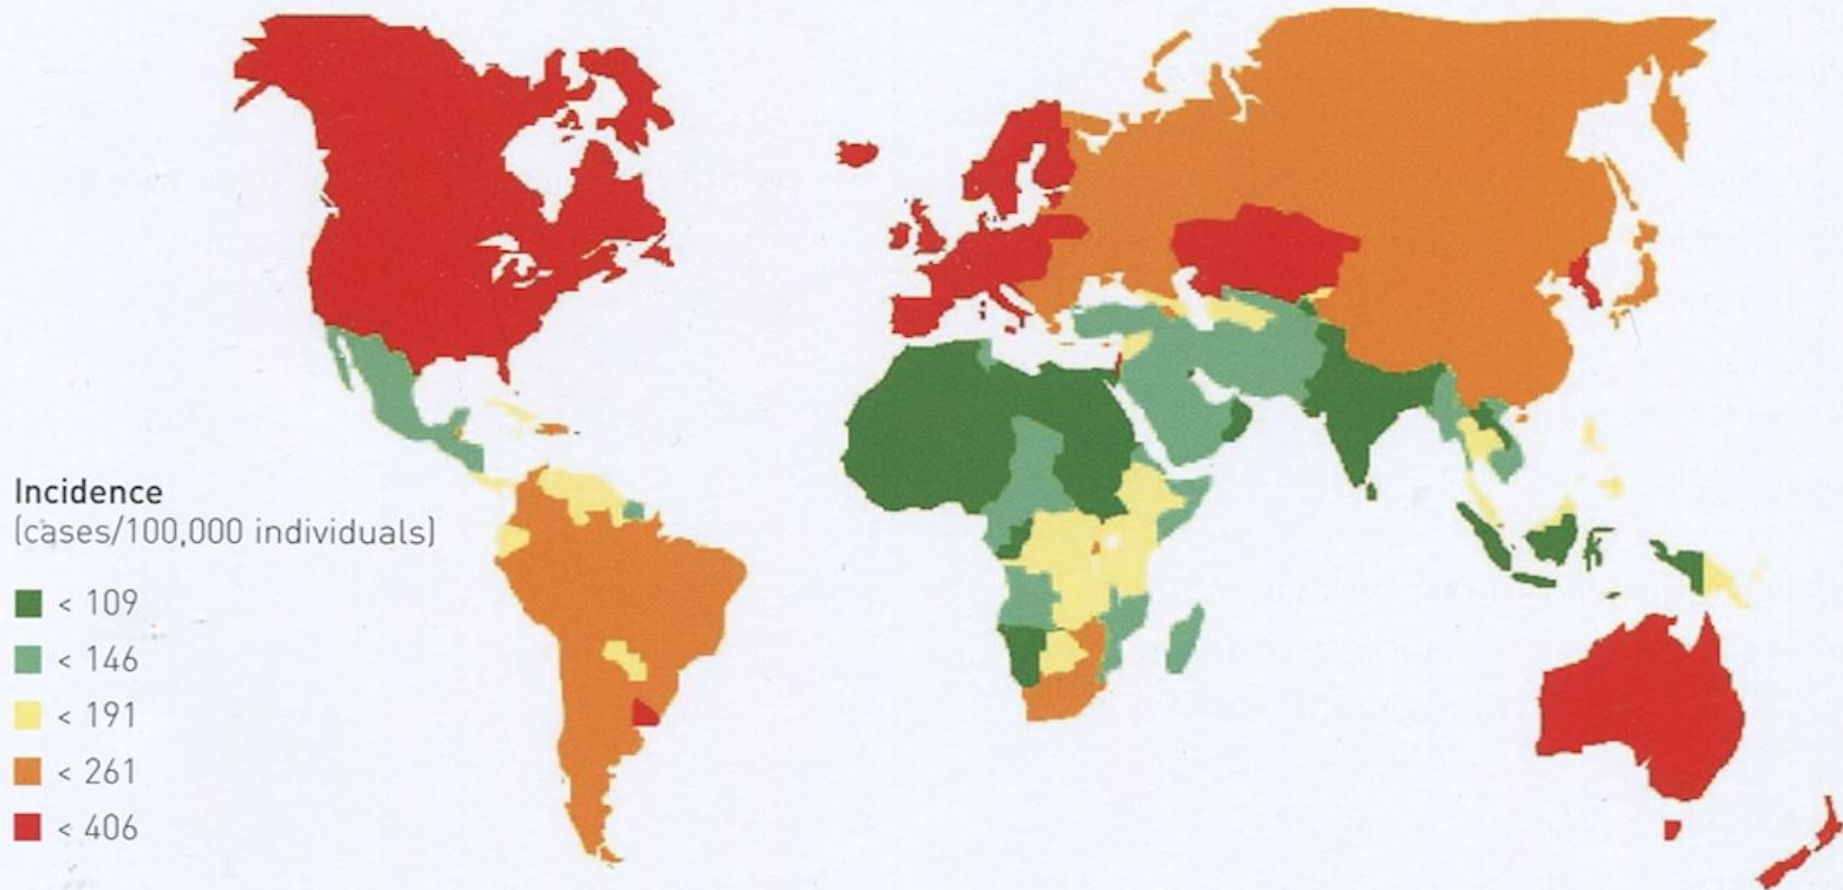 Incidence
(cases/100,000 individuals)
< 109
< 146
< 191
< 261
< 406